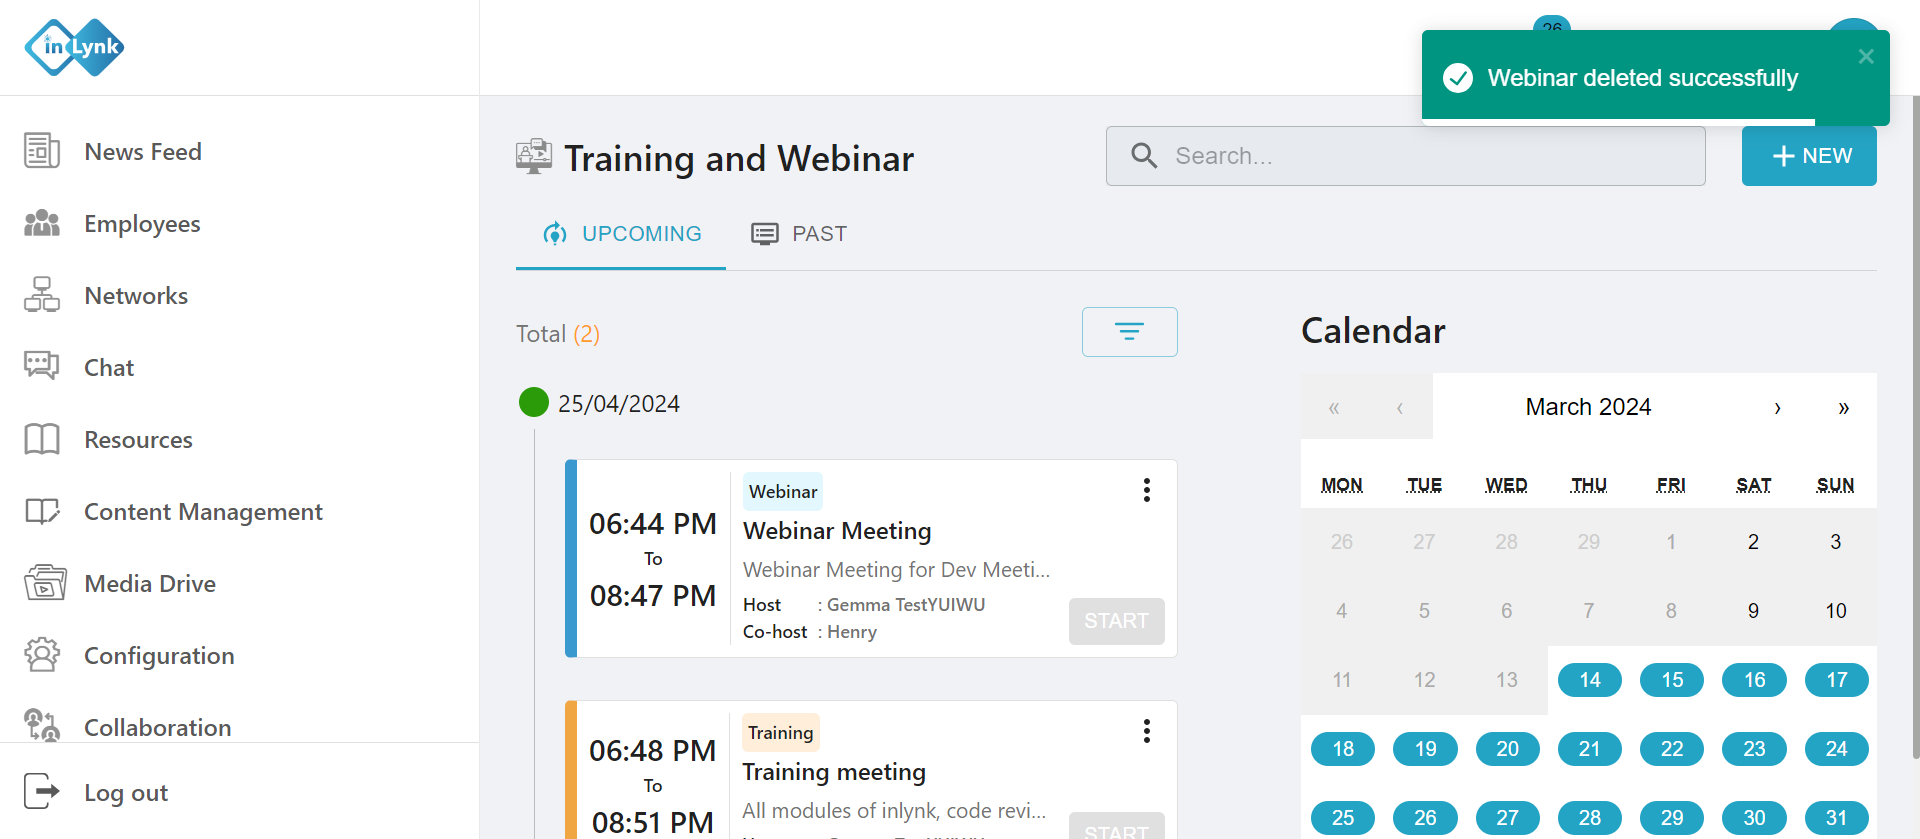 in Lynk
26
Webinar deleted successfully
News Feed
Employees
Networks
Chat
Resources
Content Management
Media Drive
Configuration
Collaboration
Log out
Training and Webinar
Search...
NEW
UPCOMING
PAST
Total (2)
25/04/2024
06:44 PM
To
08:47 PM
Webinar
Webinar Meeting
Webinar Meeting for Dev Meeti...
Host : Gemma TestYUIWU
Co-host : Henry
START
06:48 PM
To
08:51 PM
Training
Training meeting
All modules of inlynk, code revi...
START
Calendar
« ‹ March 2024 › »
MON TUE WED THU FRI SAT SUN
26 27 28 29 1 2 3
4 5 6 7 8 9 10
11 12 13 14 15 16 17
18 19 20 21 22 23 24
25 26 27 28 29 30 31